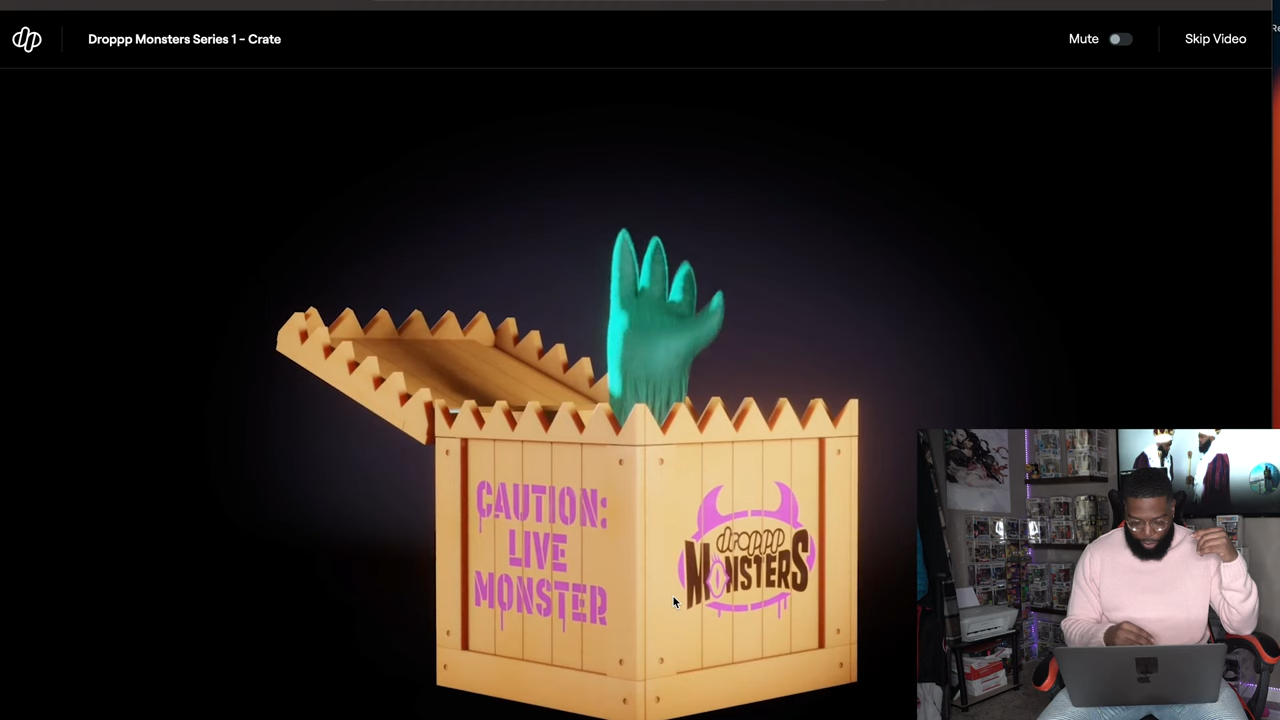 Droppp Monsters Series 1 - Crate
Mute
Skip Video
CAUTION:
LIVE
MONSTER
droppp
MONSTERS